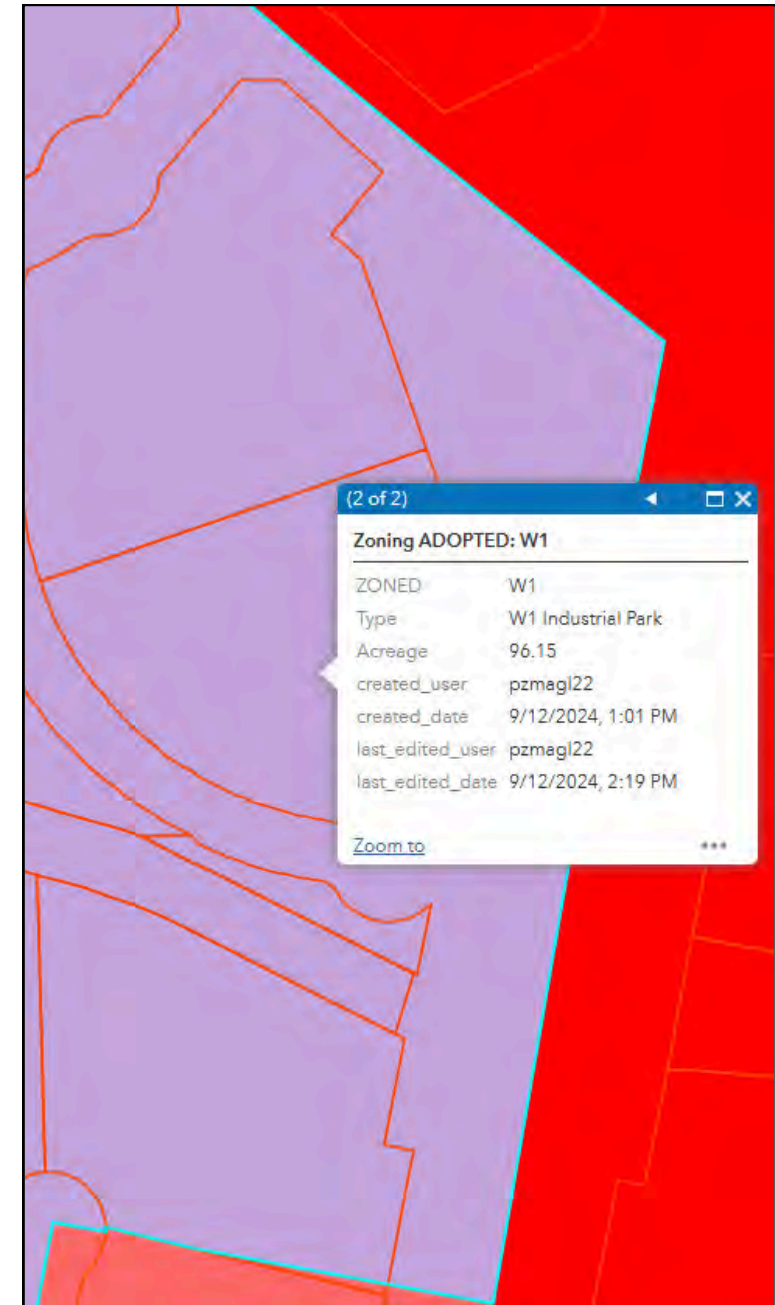 (2 of 2)
Zoning ADOPTED: W1
ZONED W1
Type W1 Industrial Park
Acreage 96.15
created_user pzmagl22
created_date 9/12/2024, 1:01 PM
last_edited_user pzmagl22
last_edited_date 9/12/2024, 2:19 PM
Zoom to